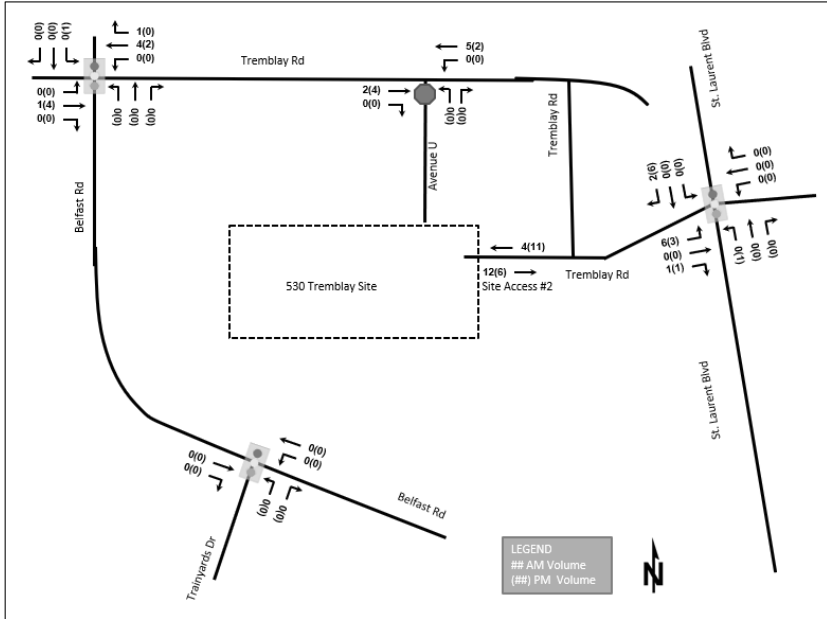 0(0)
0(0)
0(1)
1(0)
4(2)
0(0)
Tremblay Rd
5(2)
0(0)
St. Laurent Blvd
0(0)
1(4)
0(0)
0(0)
0(0)
0(0)
2(4)
0(0)
0(0)
0(0)
Tremblay Rd
Avenue U
Belfast Rd
2(6)
0(0)
0(0)
0(0)
0(0)
0(0)
6(3)
0(0)
1(1)
0(1)
0(0)
0(0)
4(11)
12(6)
Tremblay Rd
530 Tremblay Site
Site Access #2
St. Laurent Blvd
0(0)
0(0)
0(0)
0(0)
0(0)
0(0)
Belfast Rd
Trainyards Dr
LEGEND
## AM Volume
(##) PM Volume
N